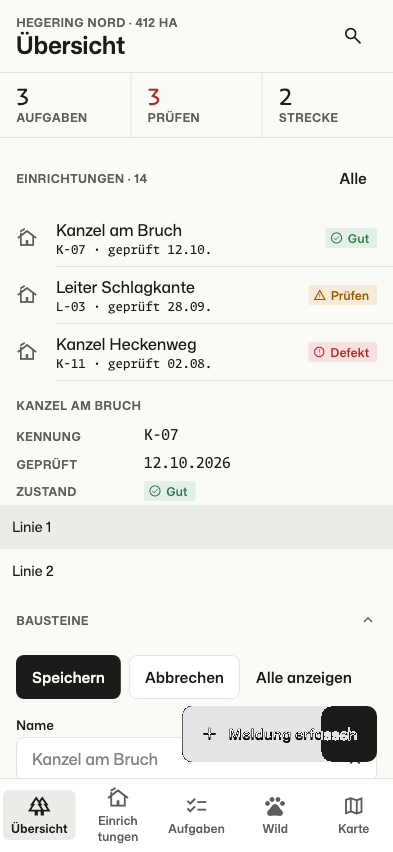 HEGERING NORD · 412 HA
Übersicht
3
AUFGABEN
3
PRÜFEN
2
STRECKE
EINRICHTUNGEN · 14
Alle
Kanzel am Bruch
K-07 · geprüft 12.10.
Gut
Leiter Schlagkante
L-03 · geprüft 28.09.
Prüfen
Kanzel Heckenweg
K-11 · geprüft 02.08.
Defekt
KANZEL AM BRUCH
KENNUNG
K-07
GEPRÜFT
12.10.2026
ZUSTAND
Gut
Linie 1
Linie 2
BAUSTEINE
Speichern
Abbrechen
Alle anzeigen
Name
Meldung erfassen
Kanzel am Bruch
Übersicht
Einrich
tungen
Aufgaben
Wild
Karte